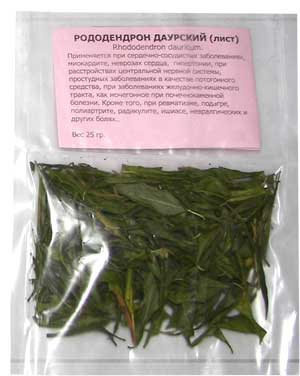 РОДОДЕНДРОН ДАУРСКИЙ (лист)
Rhododendron dauricum.
Применяется при сердечно-сосудистых заболеваниях,
миокардите, неврозах сердца, гипертонии, при
расстройствах центральной нервной системы,
простудных заболеваниях в качестве потогонного
средства, при заболеваниях желудочно-кишечного
тракта, как мочегонное при почечнокаменной
болезни. Кроме того, при ревматизме, подагре,
полиартрите, радикулите, ишиасе, невралгических и
других болях..
Вес 25 гр.